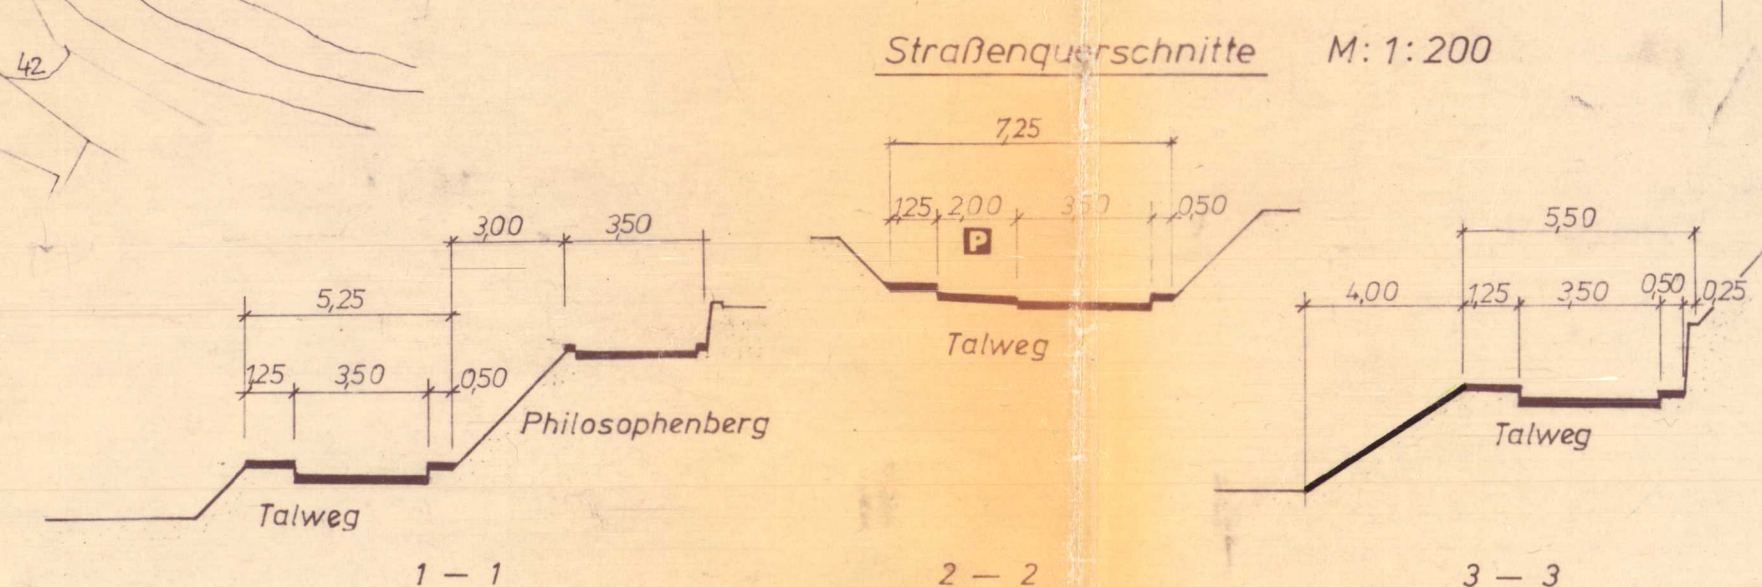 42
Straßenquerschnitte M: 1:200
3,00 3,50
5,25
1,25 3,50 0,50
Philosophenberg
Talweg
1 – 1
7,25
1,25 2,00 3,50 0,50
P
Talweg
2 – 2
5,50
4,00 1,25 3,50 0,50 0,25
Talweg
3 – 3